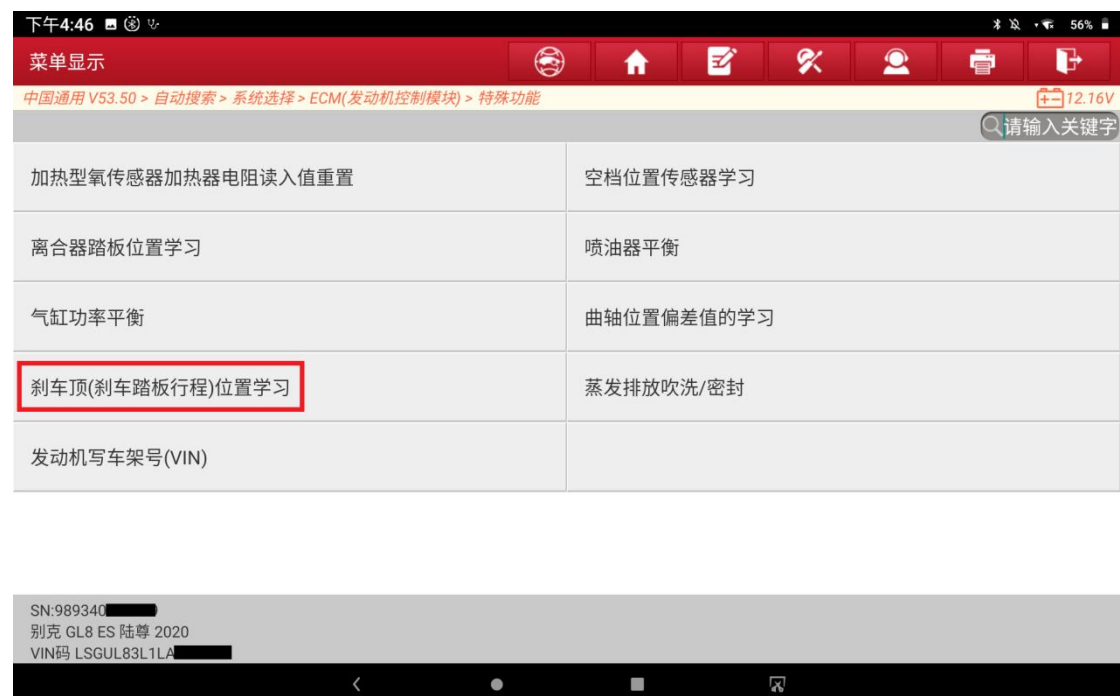 下午4:46
56%
菜单显示
中国通用 V53.50 > 自动搜索 > 系统选择 > ECM(发动机控制模块) > 特殊功能
12.16V
请输入关键字
加热型氧传感器加热器电阻读入值重置
空档位置传感器学习
离合器踏板位置学习
喷油器平衡
气缸功率平衡
曲轴位置偏差值的学习
刹车顶(刹车踏板行程)位置学习
蒸发排放吹洗/密封
发动机写车架号(VIN)
SN:989340
别克 GL8 ES 陆尊 2020
VIN码 LSGUL83L1LA